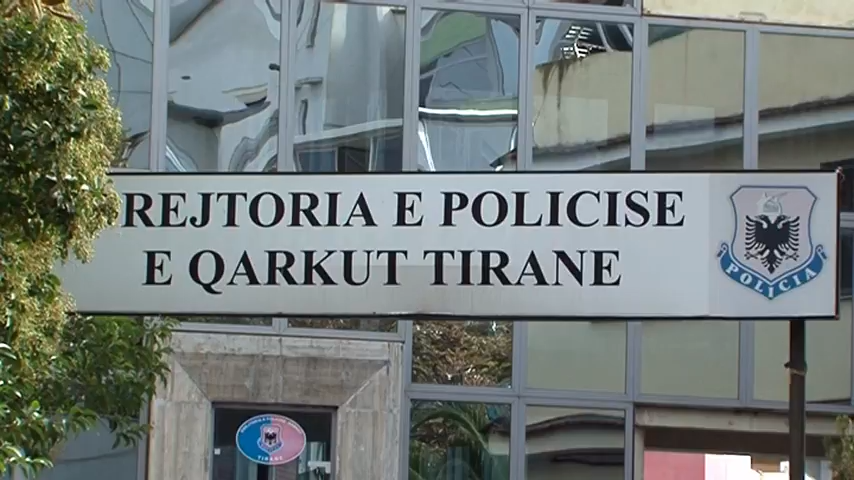 REJTORIA E POLICISE
E QARKUT TIRANE
POLICIA
TIRANE